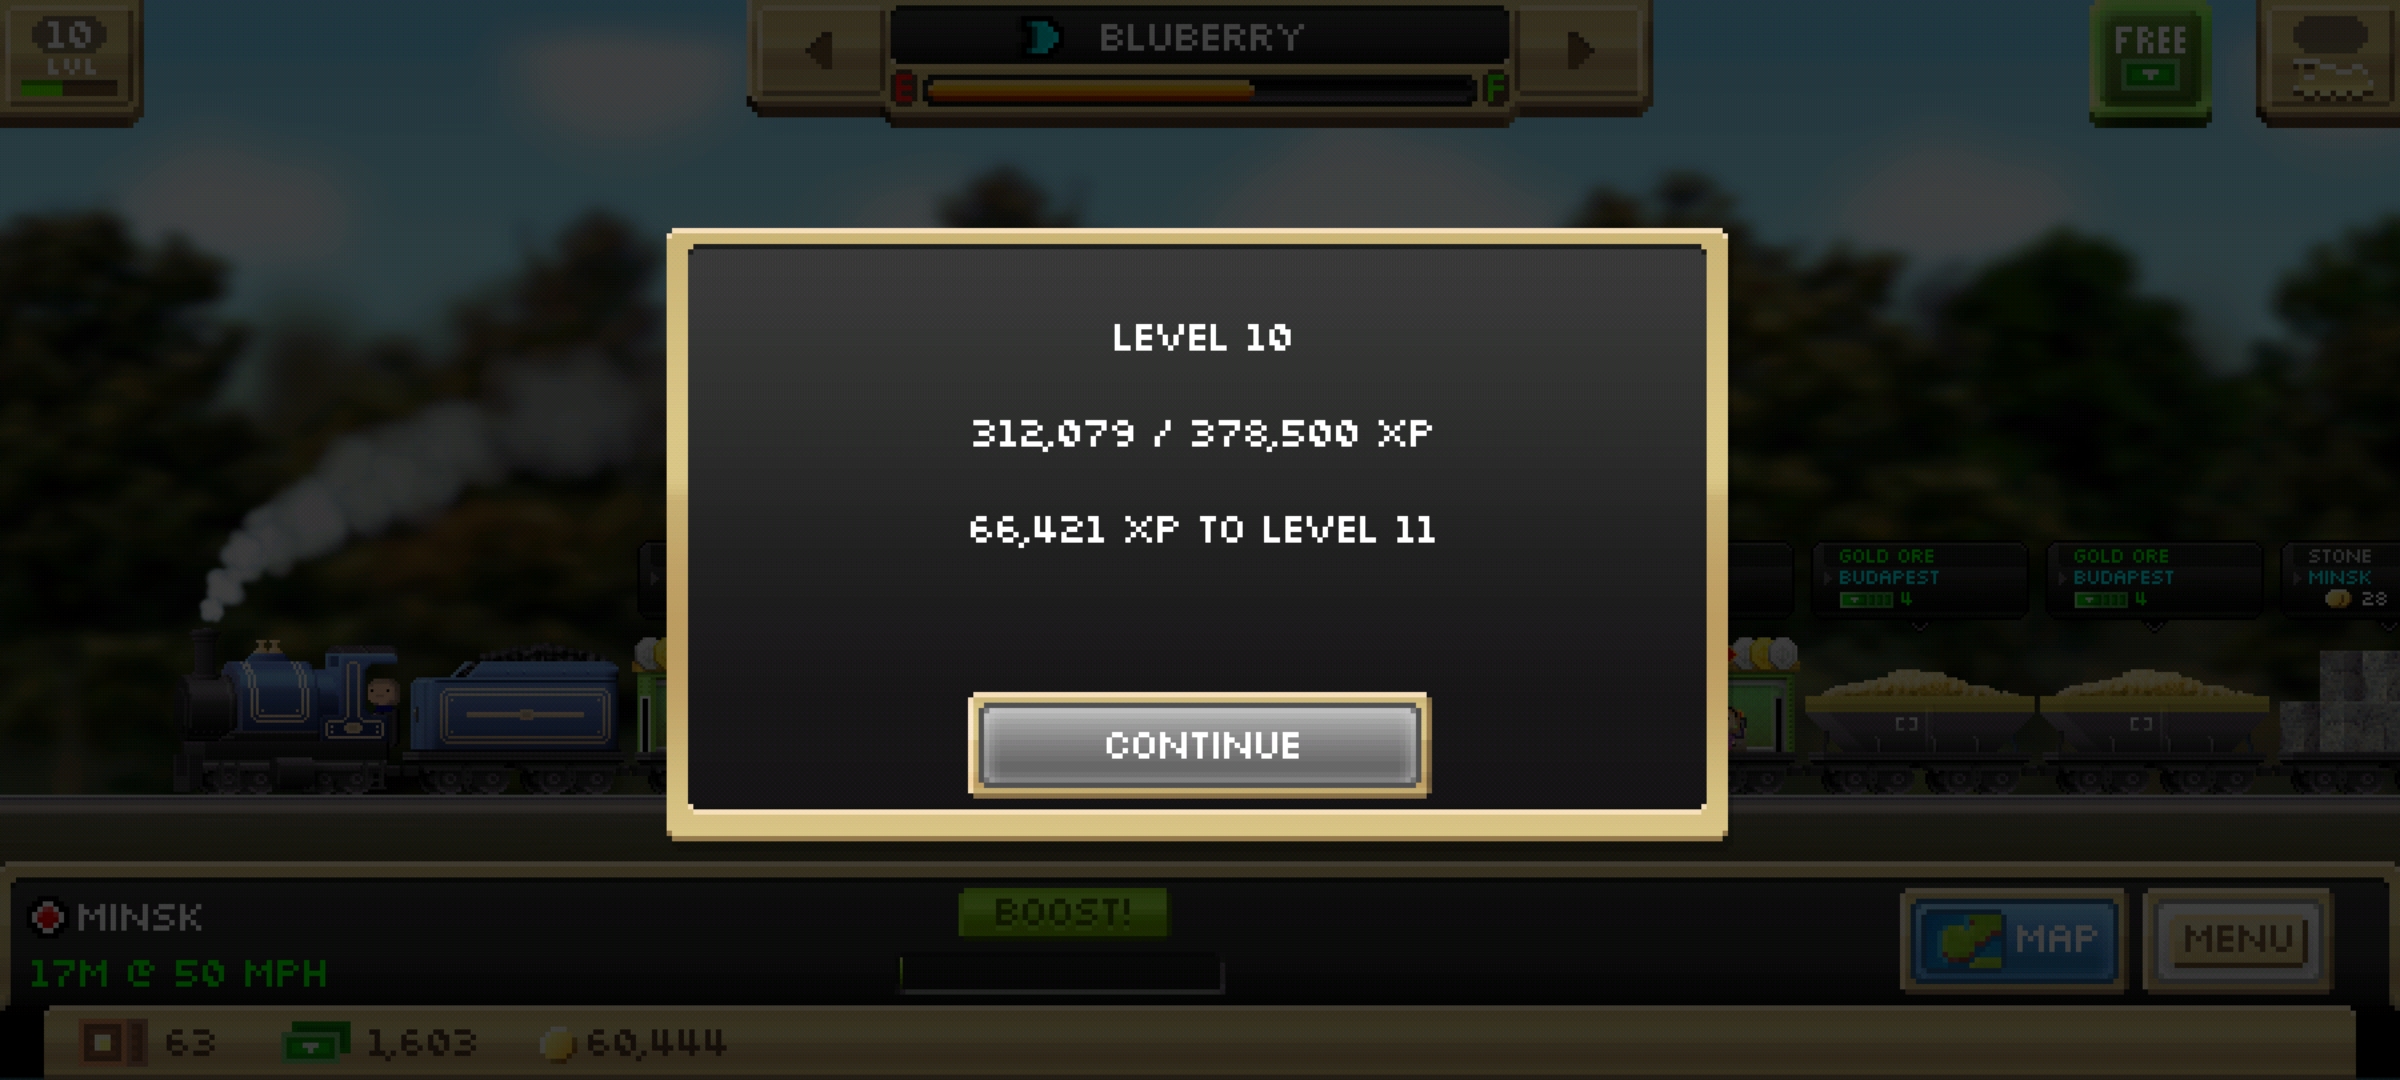 10
LVL
BLUBERRY
E
F
FREE
LEVEL 10
312,079 / 378,500 XP
66,421 XP TO LEVEL 11
CONTINUE
GOLD ORE
BUDAPEST
4
GOLD ORE
BUDAPEST
4
STONE
MINSK
28
MINSK
17M @ 50 MPH
BOOST!
MAP
MENU
63
1,603
60,444